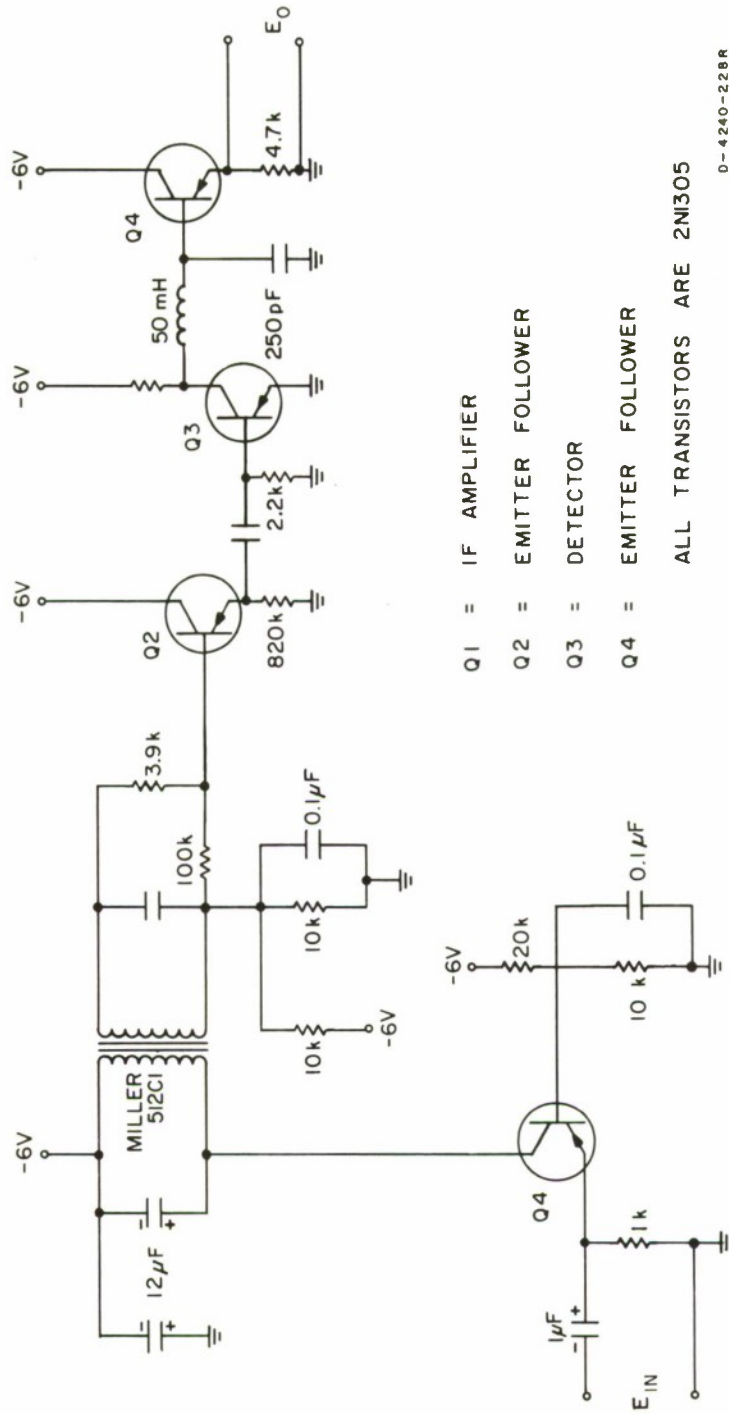 -6V
-6V
-6V
-6V
MILLER
512C1
12µF
3.9k
100k
10k
10k
0.1µF
-6V
Q2
820k
2.2k
Q3
50 mH
250pF
Q4
4.7k
E_O
-6V
20k
10 k
0.1µF
Q4
1k
1µF
- +
- +
- +
E_IN
Q1 = IF AMPLIFIER
Q2 = EMITTER FOLLOWER
Q3 = DETECTOR
Q4 = EMITTER FOLLOWER
ALL TRANSISTORS ARE 2N1305
D-4240-228R